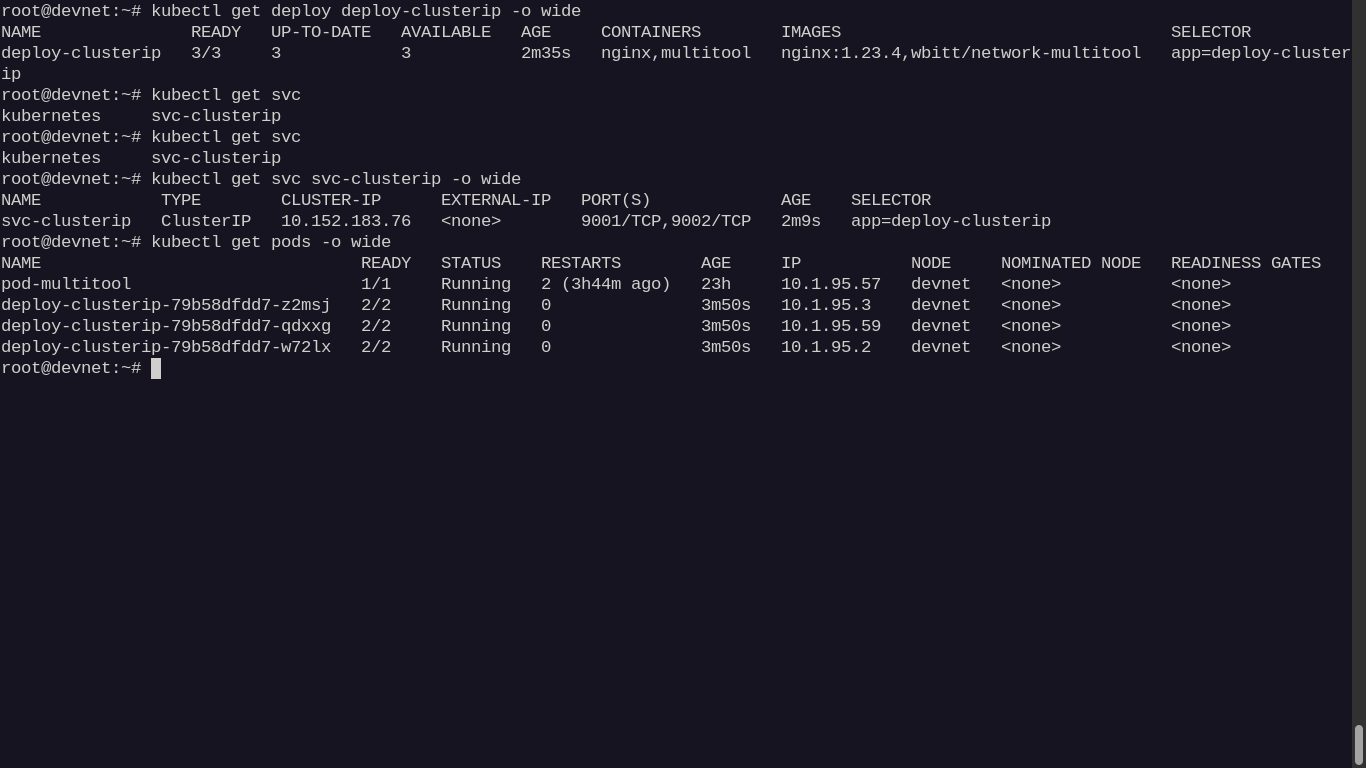 root@devnet:~# kubectl get deploy deploy-clusterip -o wide
NAME               READY   UP-TO-DATE   AVAILABLE   AGE     CONTAINERS        IMAGES                                 SELECTOR
deploy-clusterip   3/3     3            3           2m35s   nginx,multitool   nginx:1.23.4,wbitt/network-multitool   app=deploy-cluster
ip
root@devnet:~# kubectl get svc
kubernetes     svc-clusterip
root@devnet:~# kubectl get svc
kubernetes     svc-clusterip
root@devnet:~# kubectl get svc svc-clusterip -o wide
NAME            TYPE        CLUSTER-IP      EXTERNAL-IP   PORT(S)             AGE    SELECTOR
svc-clusterip   ClusterIP   10.152.183.76   <none>        9001/TCP,9002/TCP   2m9s   app=deploy-clusterip
root@devnet:~# kubectl get pods -o wide
NAME                                READY   STATUS    RESTARTS        AGE     IP           NODE     NOMINATED NODE   READINESS GATES
pod-multitool                       1/1     Running   2 (3h44m ago)   23h     10.1.95.57   devnet   <none>           <none>
deploy-clusterip-79b58dfdd7-z2msj   2/2     Running   0               3m50s   10.1.95.3    devnet   <none>           <none>
deploy-clusterip-79b58dfdd7-qdxxg   2/2     Running   0               3m50s   10.1.95.59   devnet   <none>           <none>
deploy-clusterip-79b58dfdd7-w72lx   2/2     Running   0               3m50s   10.1.95.2    devnet   <none>           <none>
root@devnet:~#